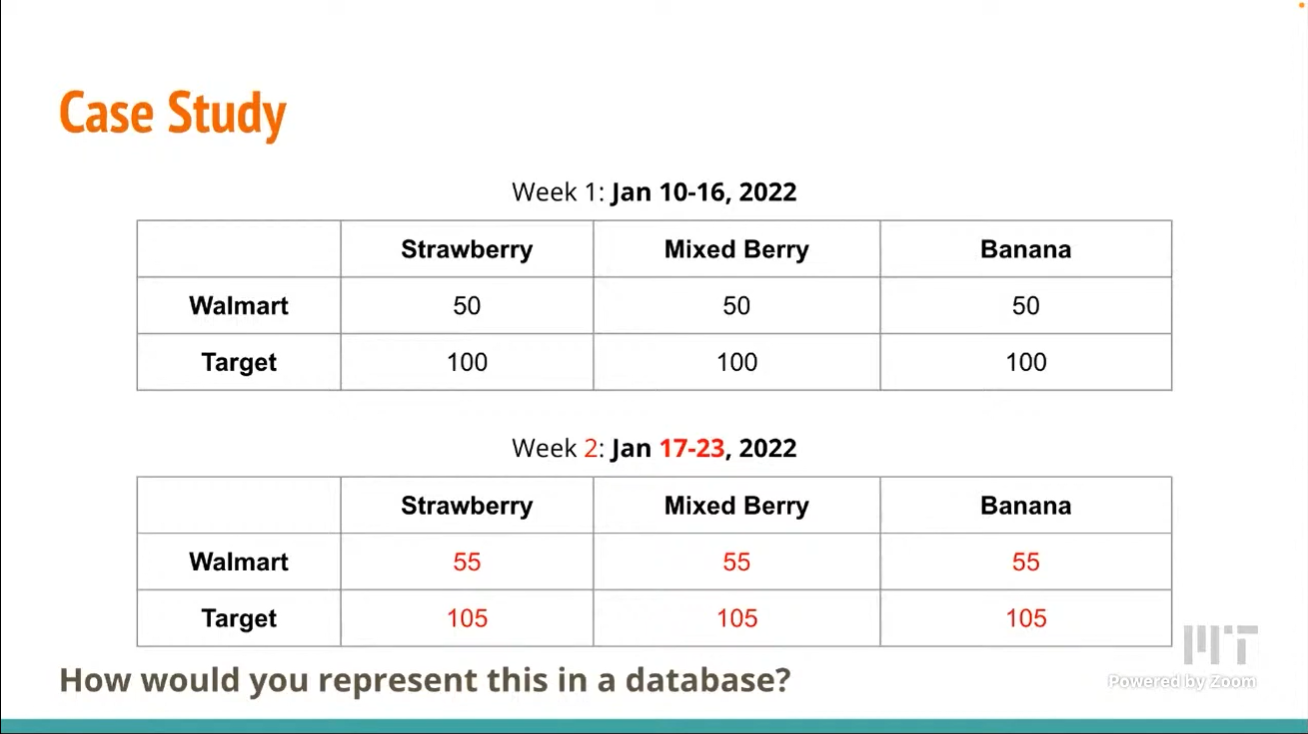 Case Study
Week 1: Jan 10-16, 2022
Strawberry Mixed Berry Banana
Walmart 50 50 50
Target 100 100 100
Week 2: Jan 17-23, 2022
Strawberry Mixed Berry Banana
Walmart 55 55 55
Target 105 105 105
MIT
How would you represent this in a database?
Powered by Zoom